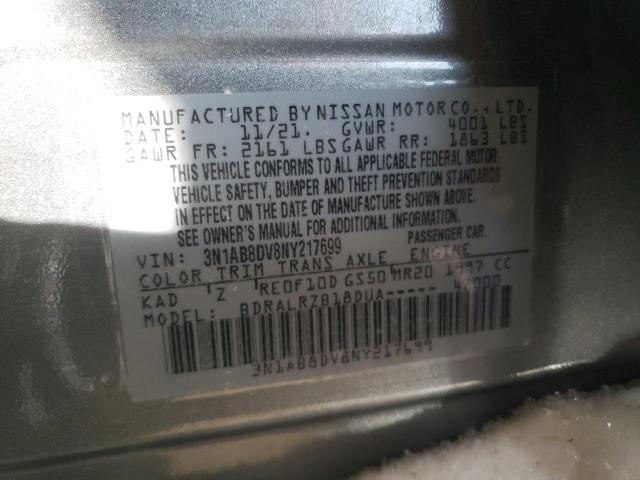 MANUFACTURED BY NISSAN MOTOR CO., LTD.
DATE: 11/21. GVWR: 4001 LBS
GAWR FR: 2161 LBS GAWR RR: 1863 LBS
THIS VEHICLE CONFORMS TO ALL APPLICABLE FEDERAL MOTOR
VEHICLE SAFETY, BUMPER AND THEFT PREVENTION STANDARDS
IN EFFECT ON THE DATE OF MANUFACTURE SHOWN ABOVE.
SEE OWNER'S MANUAL FOR ADDITIONAL INFORMATION.
VIN: 3N1AB8DV8NY217699 PASSENGER CAR.
COLOR TRIM TRANS AXLE ENGINE
KAD 'Z RE0F10D GS50 MR20 1997 CC
MODEL: BDRALRZB18DUA-----
3N1AB8DV8NY217699